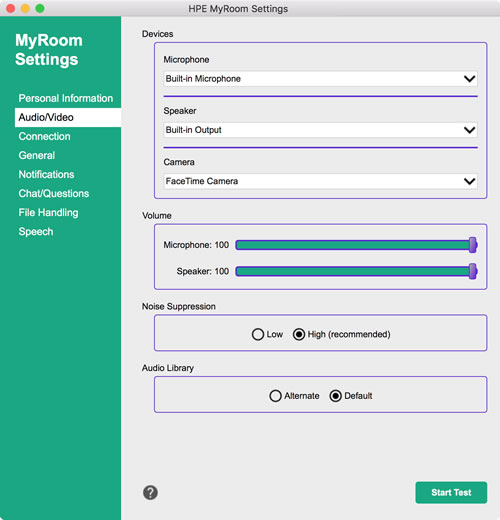 HPE MyRoom Settings
MyRoom
Settings
Personal Information
Audio/Video
Connection
General
Notifications
Chat/Questions
File Handling
Speech
Devices
Microphone
Built-in Microphone
Speaker
Built-in Output
Camera
FaceTime Camera
Volume
Microphone: 100
Speaker: 100
Noise Suppression
Low High (recommended)
Audio Library
Alternate Default
? Start Test